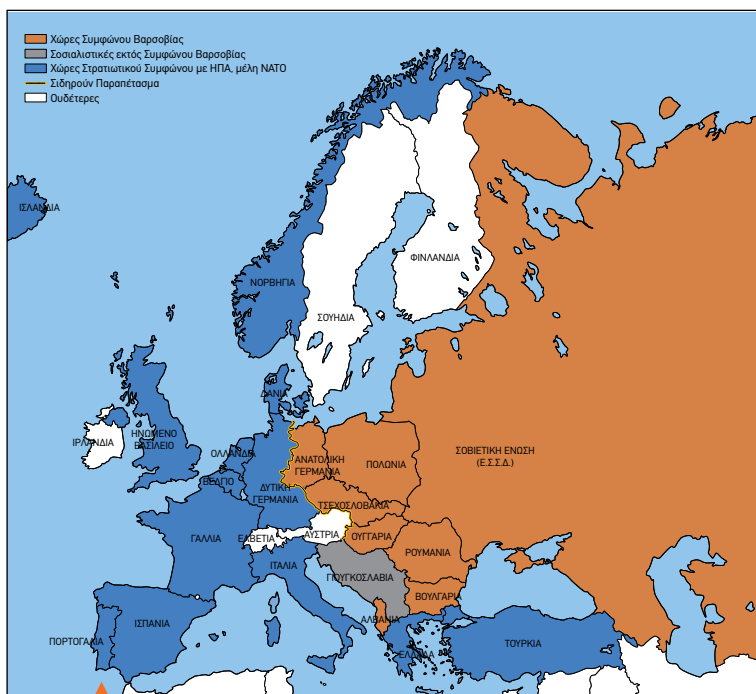 Χώρες Συμφώνου Βαρσοβίας
Σοσιαλιστικές εκτός Συμφώνου Βαρσοβίας
Χώρες Στρατιωτικού Συμφώνου με ΗΠΑ, μέλη ΝΑΤΟ
Σιδηρούν Παραπέτασμα
Ουδέτερες
ΙΣΛΑΝΔΙΑ
ΦΙΝΛΑΝΔΙΑ
ΝΟΡΒΗΓΙΑ
ΣΟΥΗΔΙΑ
ΔΑΝΙΑ
ΙΡΛΑΝΔΙΑ
ΗΝΩΜΕΝΟ
ΒΑΣΙΛΕΙΟ
ΟΛΛΑΝΔΙΑ
ΒΕΛΓΙΟ
ΔΥΤΙΚΗ
ΓΕΡΜΑΝΙΑ
ΑΝΑΤΟΛΙΚΗ
ΓΕΡΜΑΝΙΑ
ΠΟΛΩΝΙΑ
ΣΟΒΙΕΤΙΚΗ ΕΝΩΣΗ
(Ε.Σ.Σ.Δ.)
ΤΣΕΧΟΣΛΟΒΑΚΙΑ
ΓΑΛΛΙΑ
ΕΛΒΕΤΙΑ
ΑΥΣΤΡΙΑ
ΟΥΓΓΑΡΙΑ
ΡΟΥΜΑΝΙΑ
ΙΤΑΛΙΑ
ΓΙΟΥΓΚΟΣΛΑΒΙΑ
ΒΟΥΛΓΑΡΙΑ
ΑΛΒΑΝΙΑ
ΠΟΡΤΟΓΑΛΙΑ
ΙΣΠΑΝΙΑ
ΕΛΛΑΔΑ
ΤΟΥΡΚΙΑ